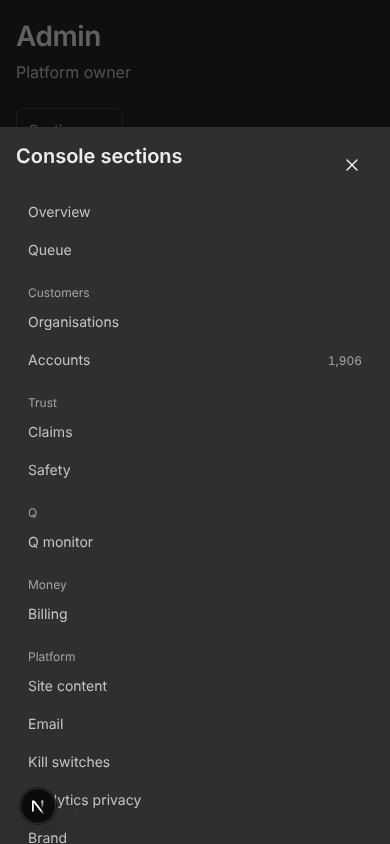 Admin
Platform owner
Console sections
Overview
Queue
Customers
Organisations
Accounts 1,906
Trust
Claims
Safety
Q
Q monitor
Money
Billing
Platform
Site content
Email
Kill switches
privacy
Brand